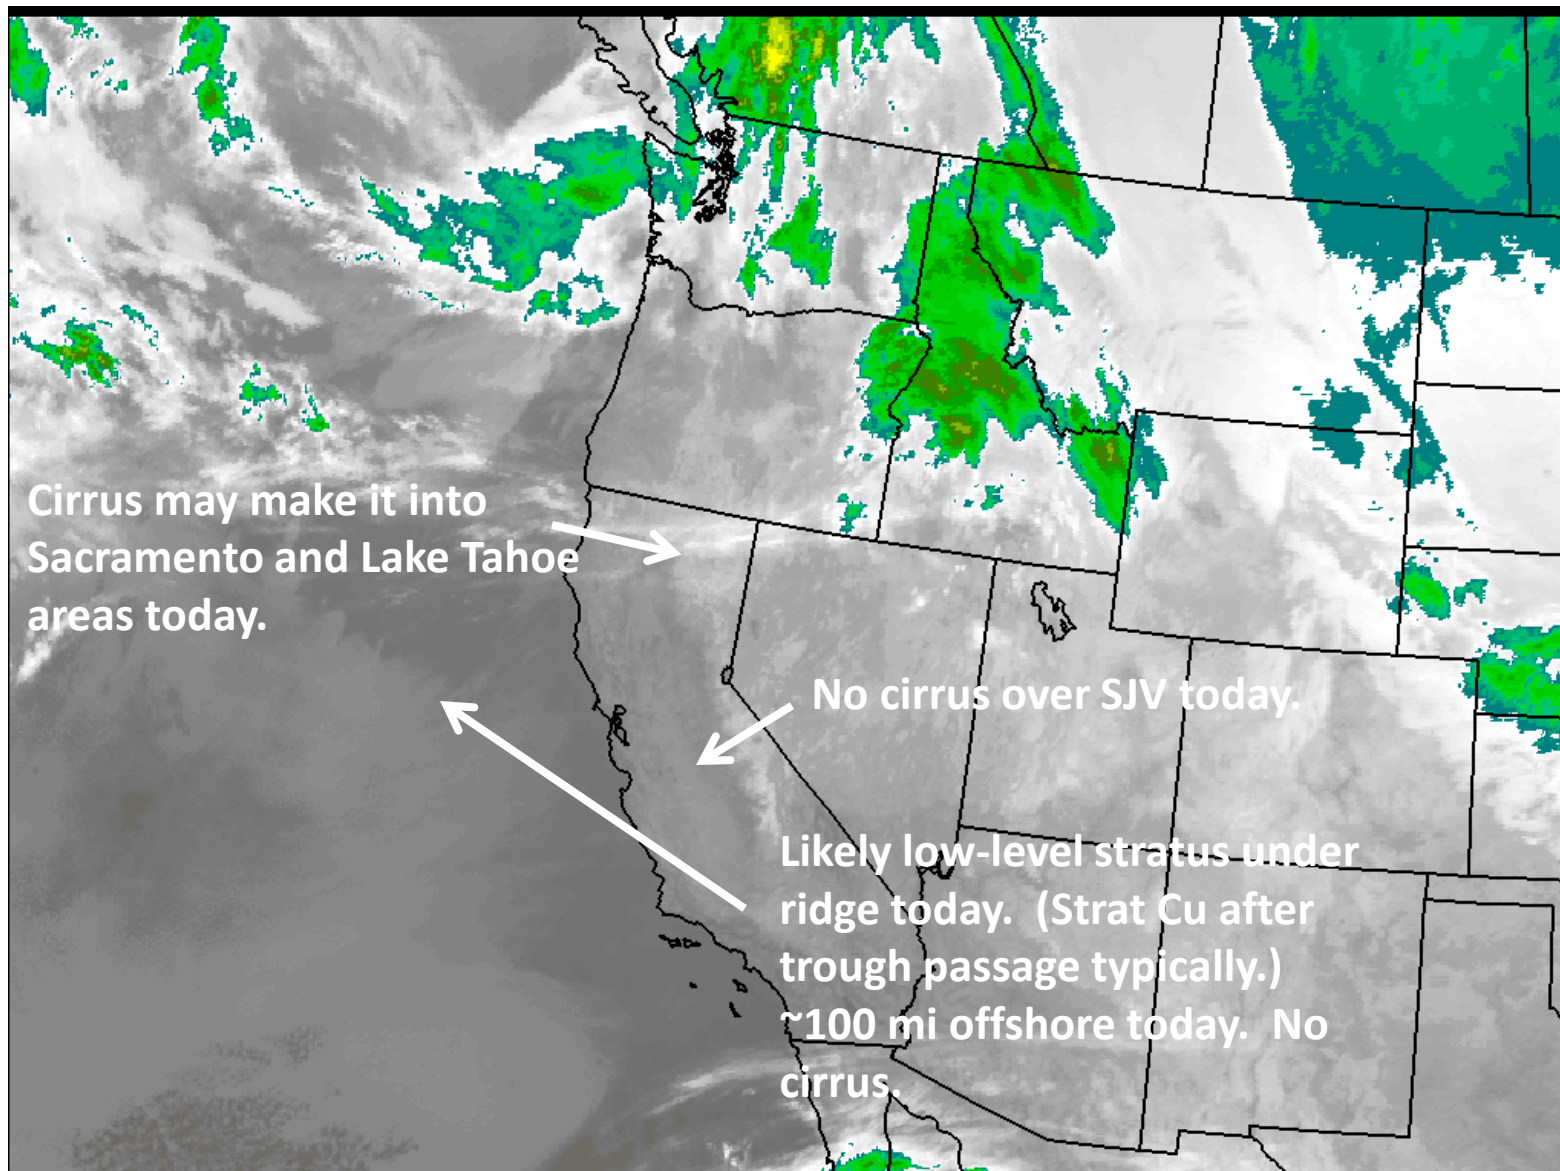 Cirrus may make it into
Sacramento and Lake Tahoe
areas today.
No cirrus over SJV today.
Likely low-level stratus under
ridge today.  (Strat Cu after
trough passage typically.)
~100 mi offshore today.  No
cirrus.